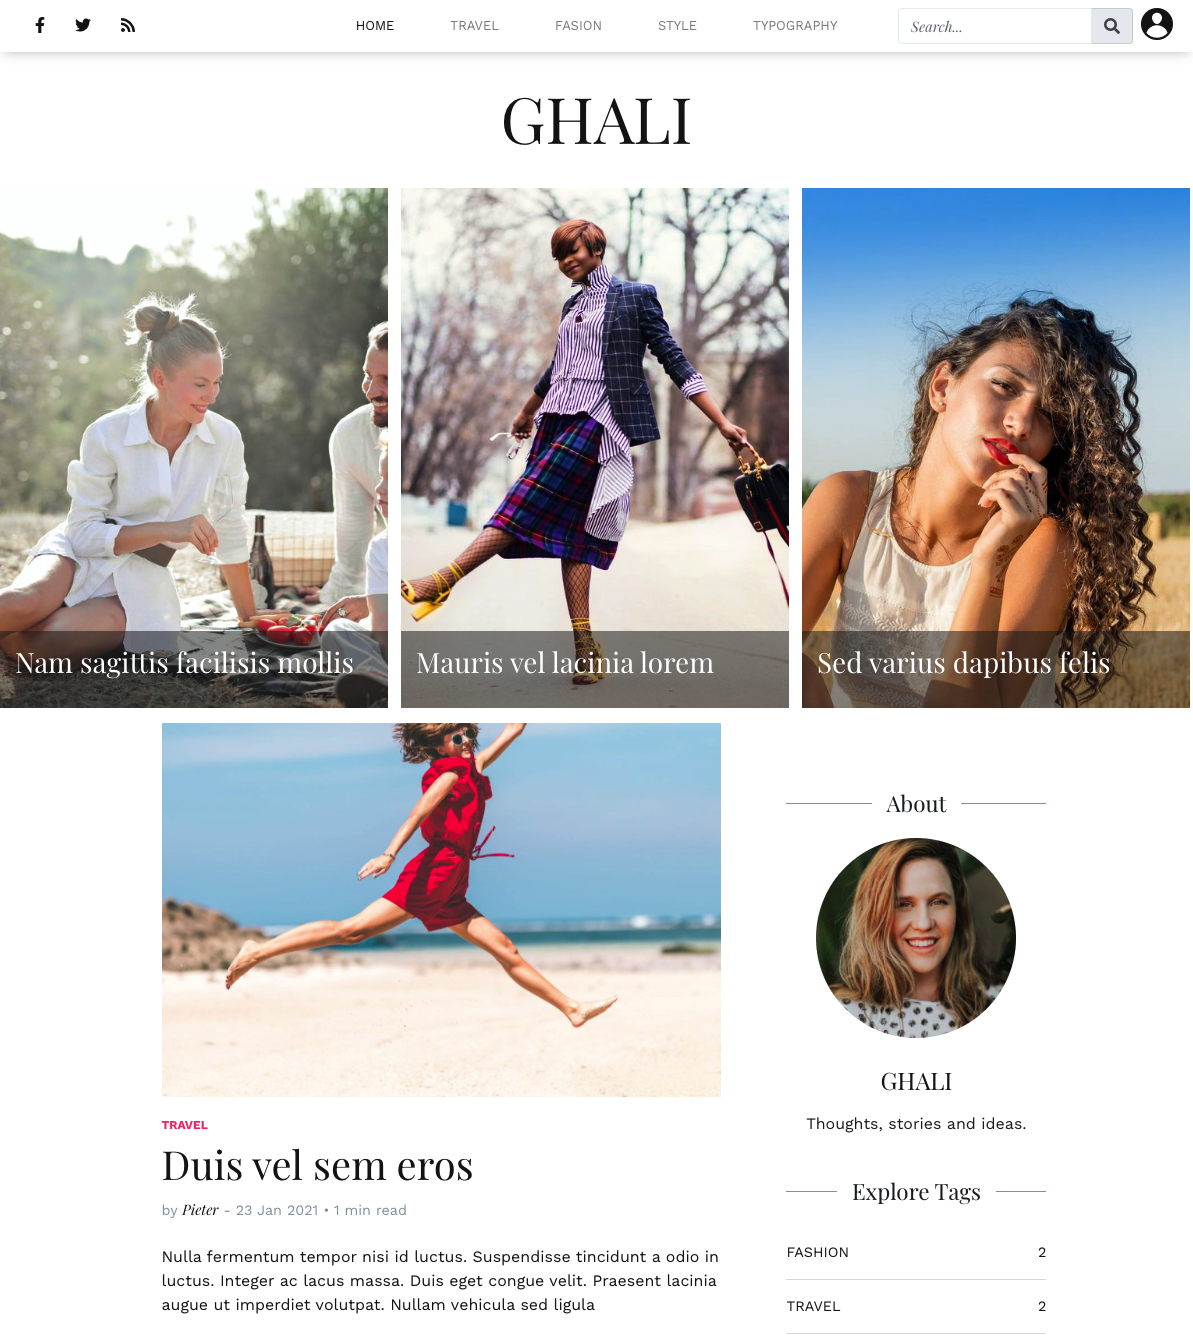 HOME TRAVEL FASION STYLE TYPOGRAPHY Search...
GHALI
Nam sagittis facilisis mollis
Mauris vel lacinia lorem
Sed varius dapibus felis
TRAVEL
Duis vel sem eros
by Pieter - 23 Jan 2021 • 1 min read
Nulla fermentum tempor nisi id luctus. Suspendisse tincidunt a odio in
luctus. Integer ac lacus massa. Duis eget congue velit. Praesent lacinia
augue ut imperdiet volutpat. Nullam vehicula sed ligula
About
GHALI
Thoughts, stories and ideas.
Explore Tags
FASHION 2
TRAVEL 2